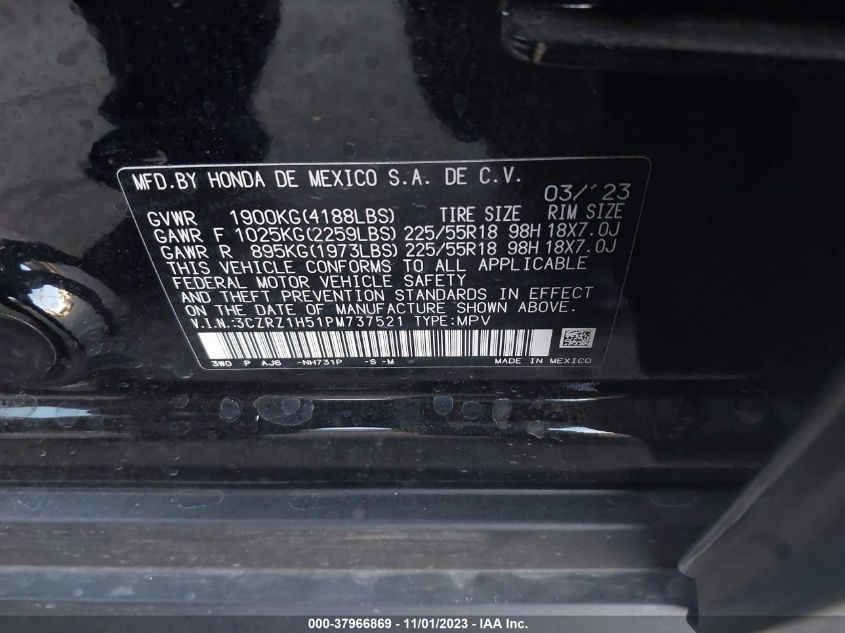 MFD.BY HONDA DE MEXICO S.A. DE C.V.
03/'23
GVWR 1900KG(4188LBS) TIRE SIZE RIM SIZE
GAWR F 1025KG(2259LBS) 225/55R18 98H 18X7.0J
GAWR R 895KG(1973LBS) 225/55R18 98H 18X7.0J
THIS VEHICLE CONFORMS TO ALL APPLICABLE
FEDERAL MOTOR VEHICLE SAFETY
AND THEFT PREVENTION STANDARDS IN EFFECT
ON THE DATE OF MANUFACTURE SHOWN ABOVE.
V.I.N.:3CZRZ1H51PM737521 TYPE:MPV
3W0 P AJ6 -NH731P -S -M MADE IN MEXICO
000-37966869 - 11/01/2023 - IAA Inc.